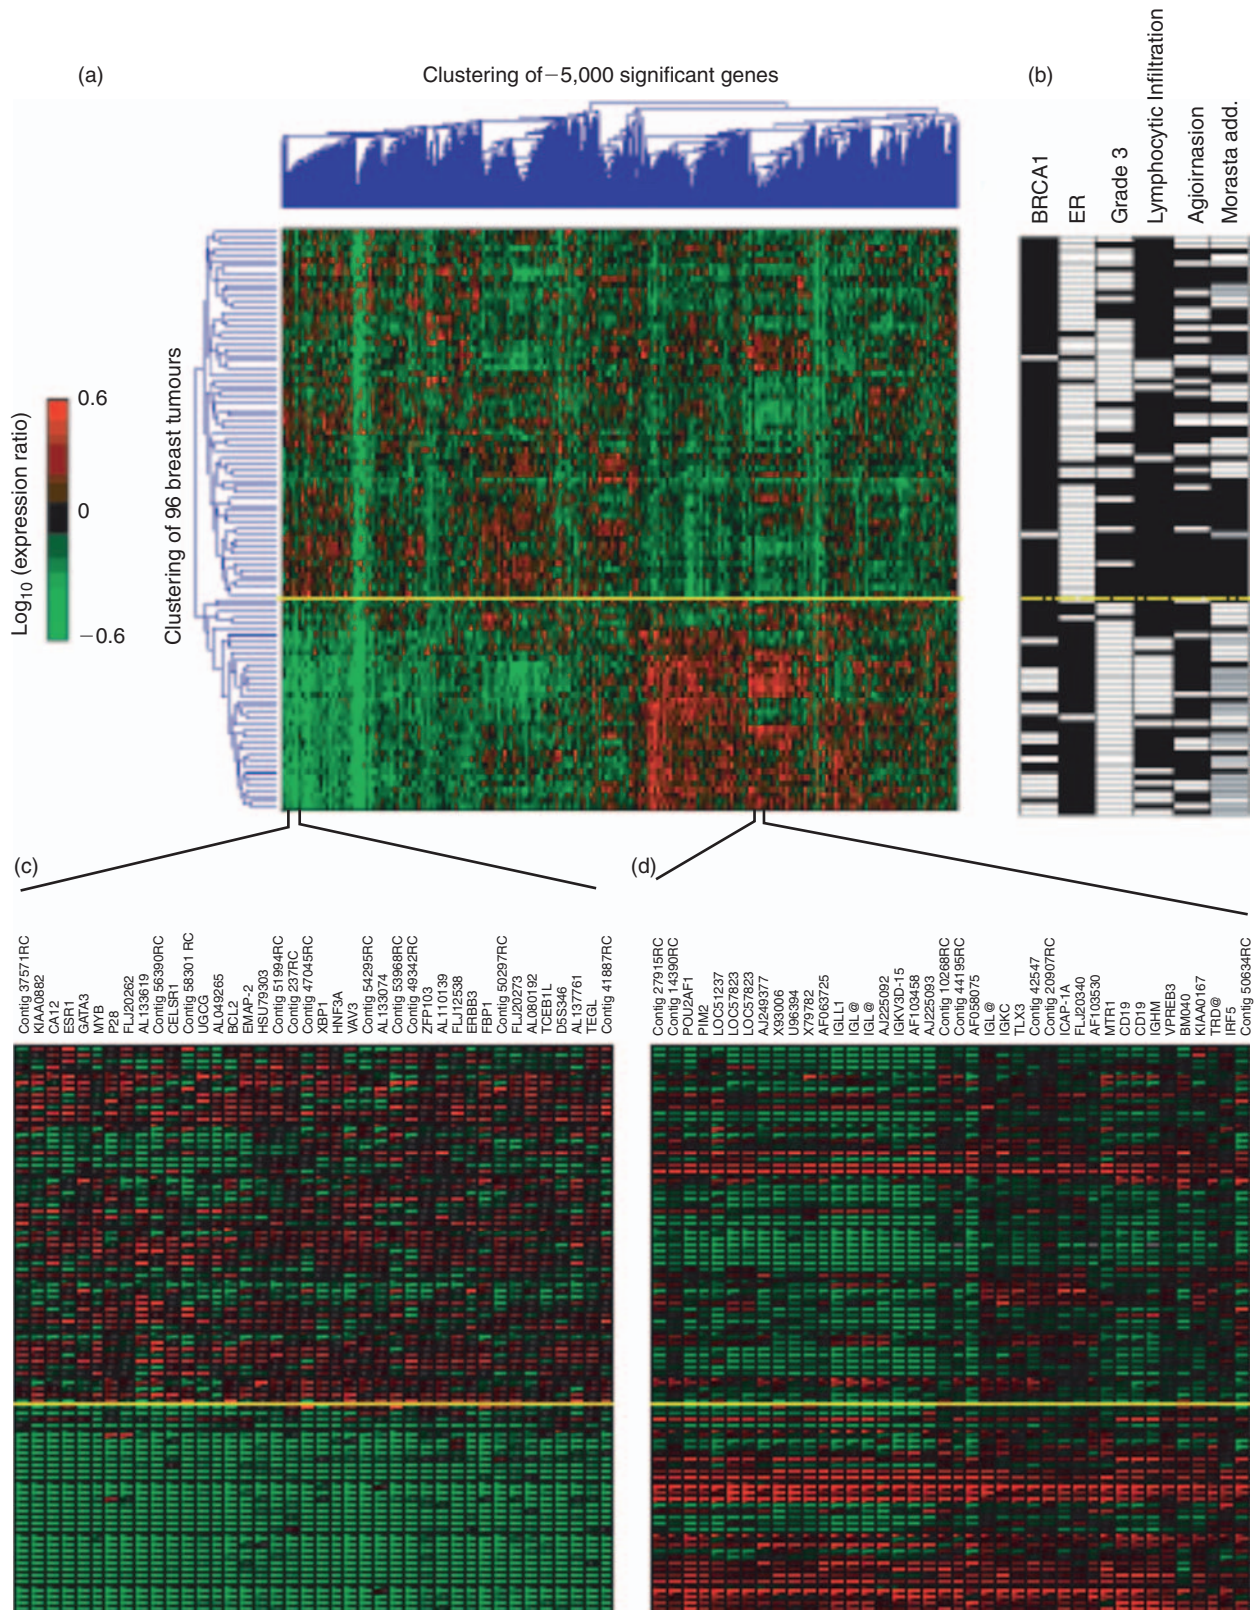 (a)
Clustering of−5,000 significant genes
(b)
BRCA1
ER
Grade 3
Lymphocytic Infiltration
Agioirnasion
Morasta add.
Clustering of 96 breast tumours
Log10 (expression ratio)
0.6
0
−0.6
(c)
(d)
Contig 37571RC
KIAA0882
CA12
ESR1
GATA3
MYB
P28
FLJ20262
AL133619
Contig 56390RC
CELSR1
Contig 58301 RC
UGCG
AL049265
BCL2
EMAP-2
HSU79303
Contig 51994RC
Contig 237RC
Contig 47045RC
XBP1
HNF3A
VAV3
Contig 54295RC
AL133074
Contig 53968RC
Contig 49342RC
ZFP103
AL110139
FLJ12538
ERBB3
FBP1
Contig 50297RC
FLJ20273
AL080192
TCEB1L
D5S346
AL137761
TEGL
Contig 41887RC
Contig 27915RC
Contig 14390RC
POU2AF1
PIM2
LOC51237
LOC57823
LOC57823
AJ249377
X93006
U96394
X79782
AF063725
IGLL1
IGL@
IGL@
AJ225092
IGKV3D-15
AF103458
AJ225093
Contig 10268RC
Contig 44195RC
AF058075
IGL@
IGKC
TLX3
Contig 42547
Contig 20907RC
ICAP-1A
FLJ20340
AF103530
MTR1
CD19
CD19
IGHM
VPREB3
BM040
KIAA0167
TRD@
IRF5
Contig 50634RC